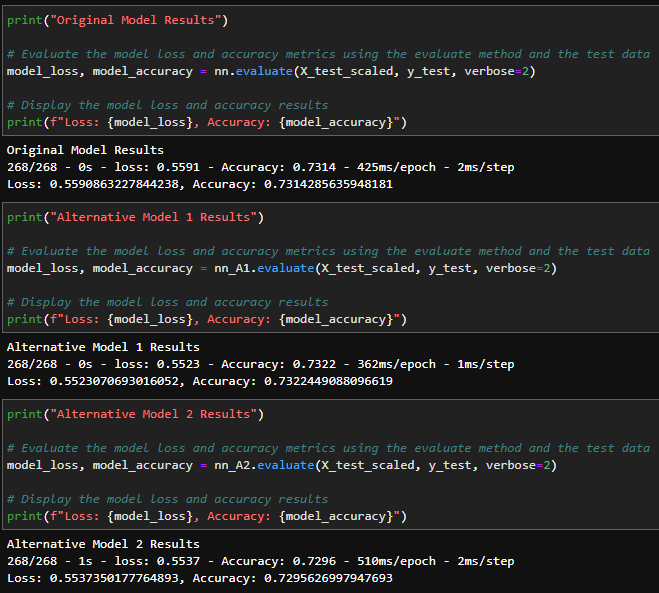 print("Original Model Results")
# Evaluate the model loss and accuracy metrics using the evaluate method and the test data
model_loss, model_accuracy = nn.evaluate(X_test_scaled, y_test, verbose=2)
# Display the model loss and accuracy results
print(f"Loss: {model_loss}, Accuracy: {model_accuracy}")
Original Model Results
268/268 - 0s - loss: 0.5591 - Accuracy: 0.7314 - 425ms/epoch - 2ms/step
Loss: 0.5590863227844238, Accuracy: 0.7314285635948181
print("Alternative Model 1 Results")
# Evaluate the model loss and accuracy metrics using the evaluate method and the test data
model_loss, model_accuracy = nn_A1.evaluate(X_test_scaled, y_test, verbose=2)
# Display the model loss and accuracy results
print(f"Loss: {model_loss}, Accuracy: {model_accuracy}")
Alternative Model 1 Results
268/268 - 0s - loss: 0.5523 - Accuracy: 0.7322 - 362ms/epoch - 1ms/step
Loss: 0.5523070693016052, Accuracy: 0.7322449088096619
print("Alternative Model 2 Results")
# Evaluate the model loss and accuracy metrics using the evaluate method and the test data
model_loss, model_accuracy = nn_A2.evaluate(X_test_scaled, y_test, verbose=2)
# Display the model loss and accuracy results
print(f"Loss: {model_loss}, Accuracy: {model_accuracy}")
Alternative Model 2 Results
268/268 - 1s - loss: 0.5537 - Accuracy: 0.7296 - 510ms/epoch - 2ms/step
Loss: 0.5537350177764893, Accuracy: 0.7295626997947693